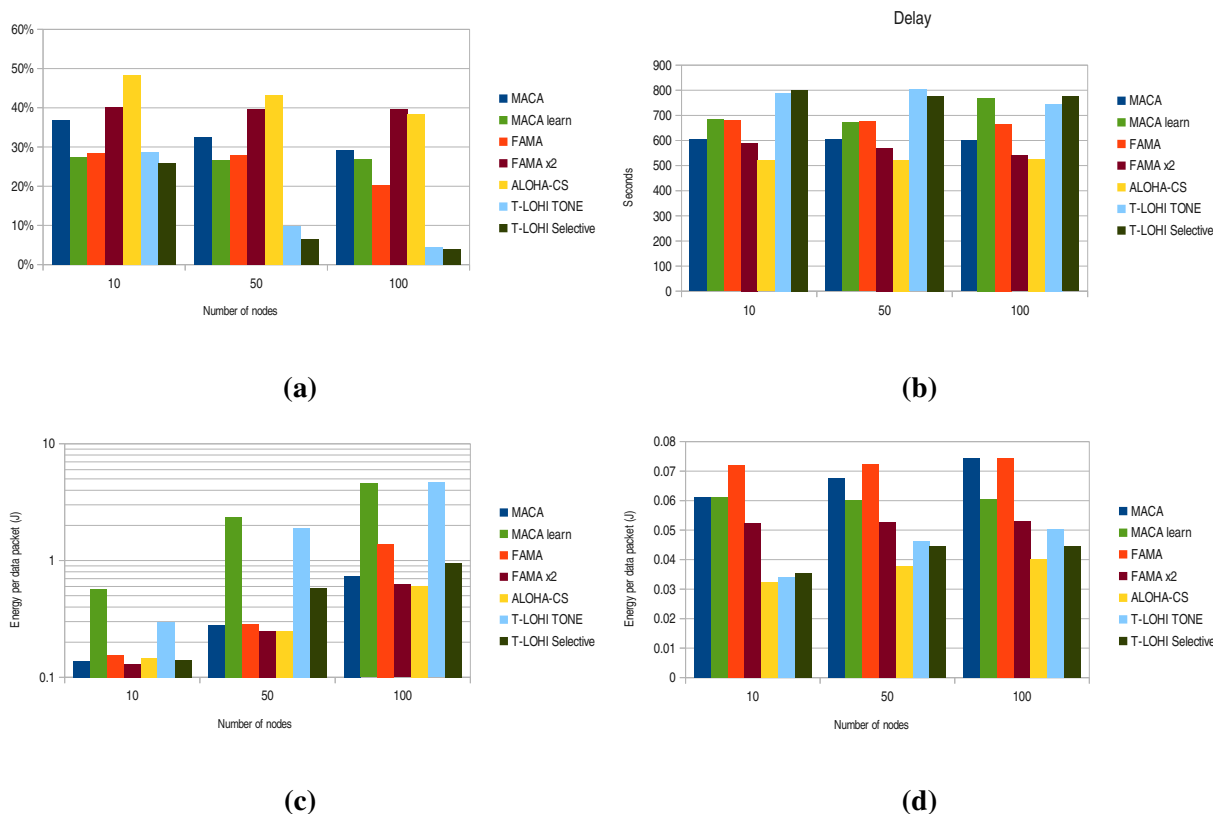 60%
50%
40%
30%
20%
10%
0%
10
50
100
Number of nodes
MACA
MACA learn
FAMA
FAMA x2
ALOHA-CS
T-LOHI TONE
T-LOHI Selective
(a)
Delay
Seconds
900
800
700
600
500
400
300
200
100
0
10
50
100
MACA
MACA learn
FAMA
FAMA x2
ALOHA-CS
T-LOHI TONE
T-LOHI Selective
(b)
Energy per data packet (J)
10
1
0.1
10
50
100
Number of nodes
MACA
MACA learn
FAMA
FAMA x2
ALOHA-CS
T-LOHI TONE
T-LOHI Selective
(c)
Energy per data packet (J)
0.08
0.07
0.06
0.05
0.04
0.03
0.02
0.01
0
10
50
100
Number of nodes
MACA
MACA learn
FAMA
FAMA x2
ALOHA-CS
T-LOHI TONE
T-LOHI Selective
(d)